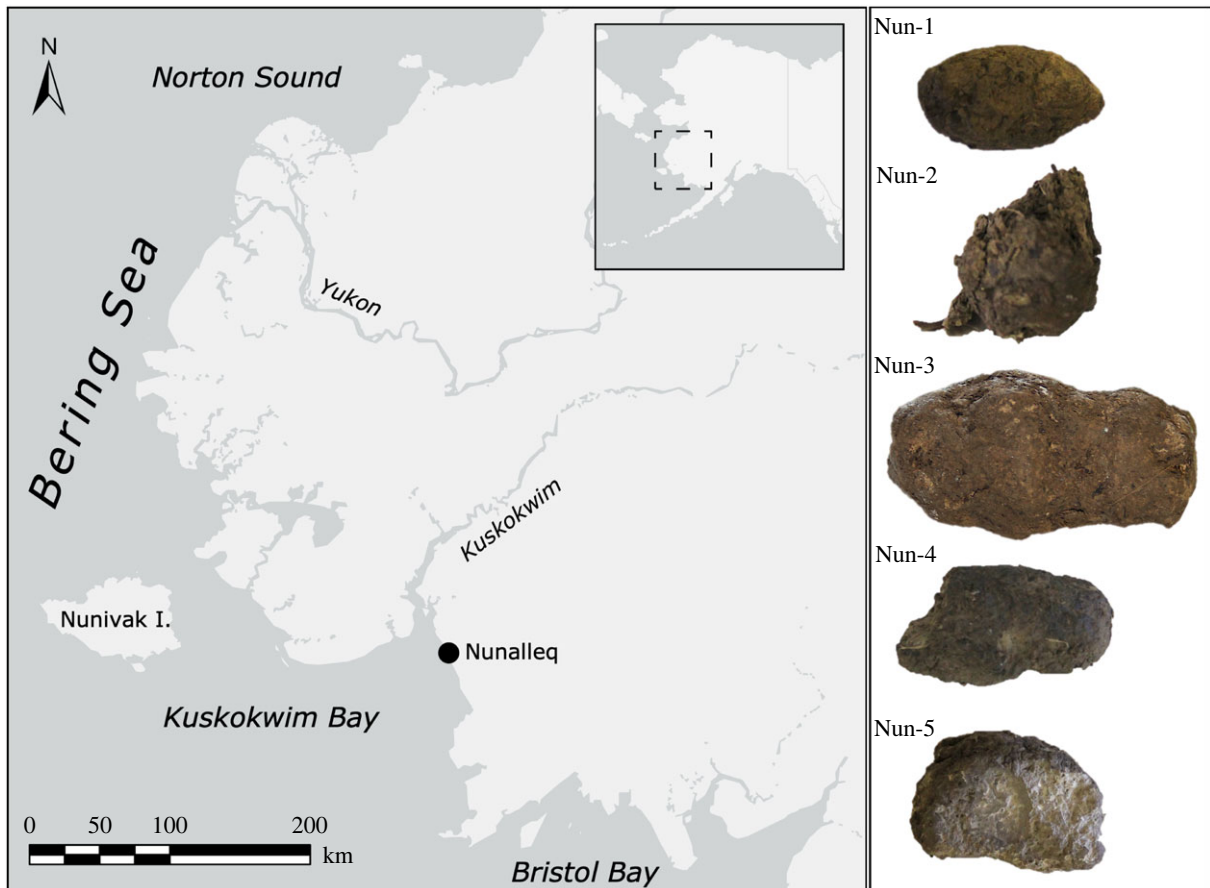 N
Norton Sound
Bering Sea
Yukon
Kuskokwim
Nunivak I.
Nunalleq
Kuskokwim Bay
0 50 100 200
km
Bristol Bay
Nun-1
Nun-2
Nun-3
Nun-4
Nun-5